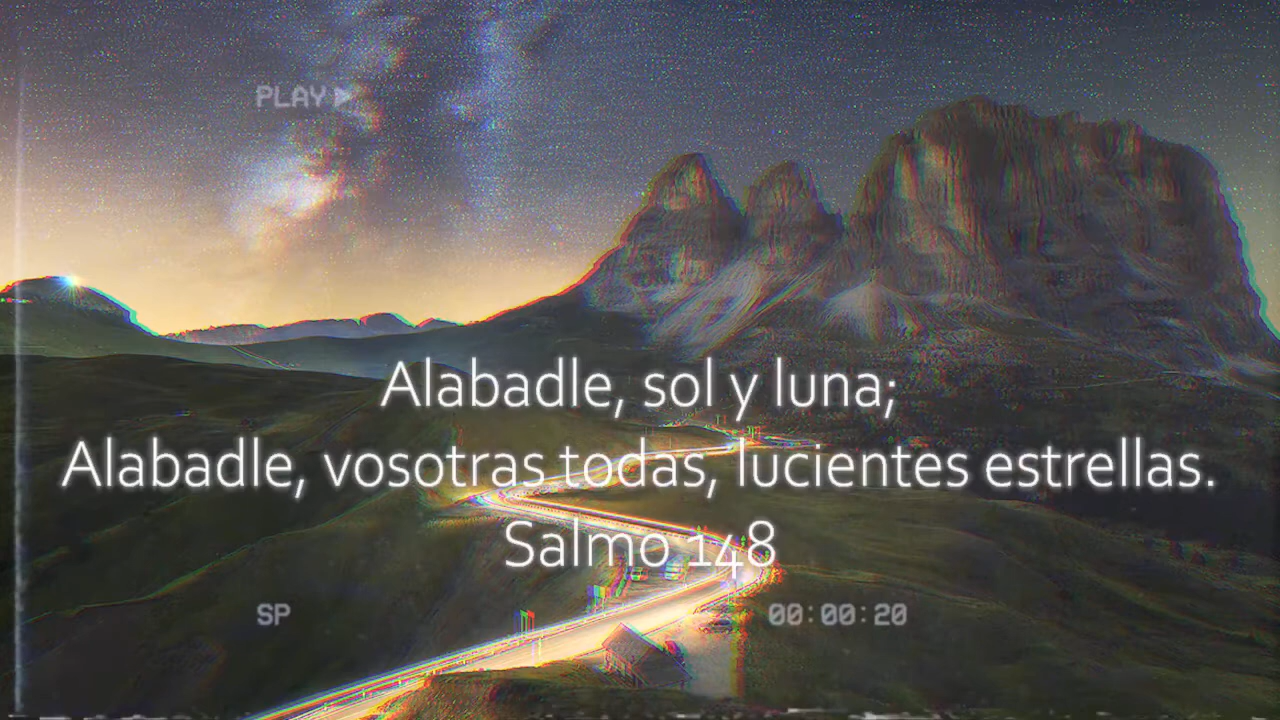 PLAY ▶
Alabadle, sol y luna;
Alabadle, vosotras todas, lucientes estrellas.
Salmo 148
SP 00:00:20